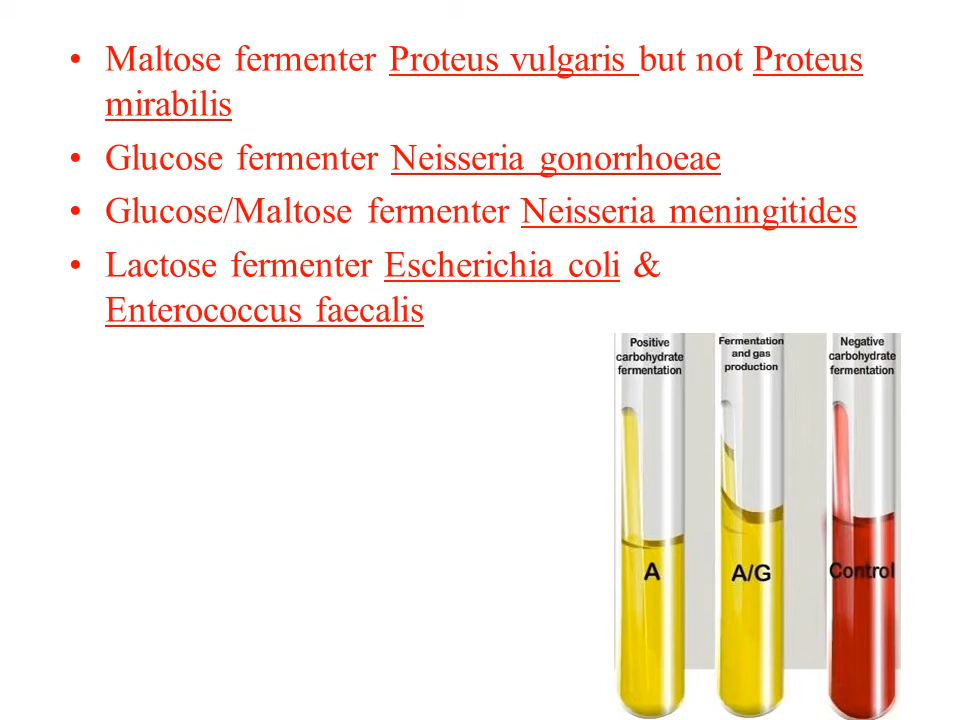 • Maltose fermenter Proteus vulgaris but not Proteus
mirabilis
• Glucose fermenter Neisseria gonorrhoeae
• Glucose/Maltose fermenter Neisseria meningitides
• Lactose fermenter Escherichia coli &
Enterococcus faecalis
Positive
carbohydrate
fermentation
Fermentation
and gas
production
Negative
carbohydrate
fermentation
A
A/G
Control